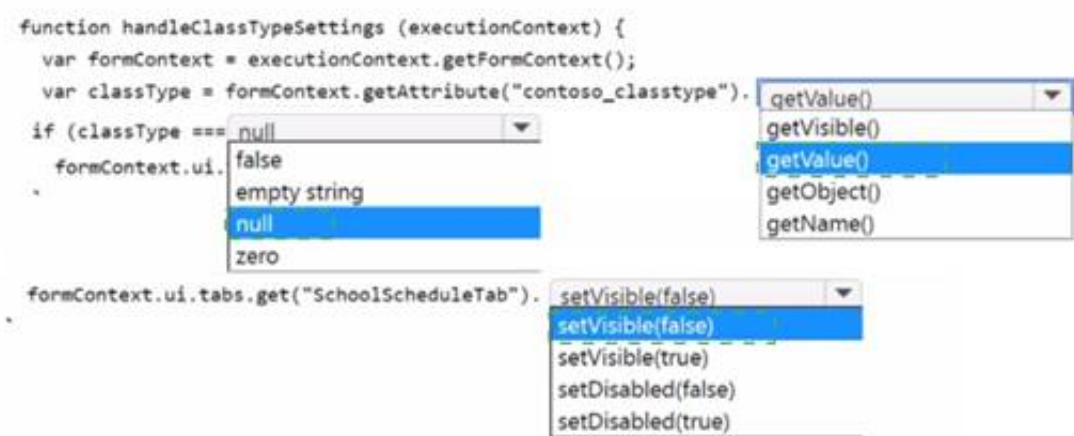 function handleClassTypeSettings (executionContext) {
var formContext = executionContext.getFormContext();
var classType = formContext.getAttribute("contoso_classtype"). getValue()
getVisible()
getValue()
getObject()
getName()
if (classType === null
false
empty string
null
zero
formContext.ui.
formContext.ui.tabs.get("SchoolScheduleTab"). setVisible(false)
setVisible(false)
setVisible(true)
setDisabled(false)
setDisabled(true)